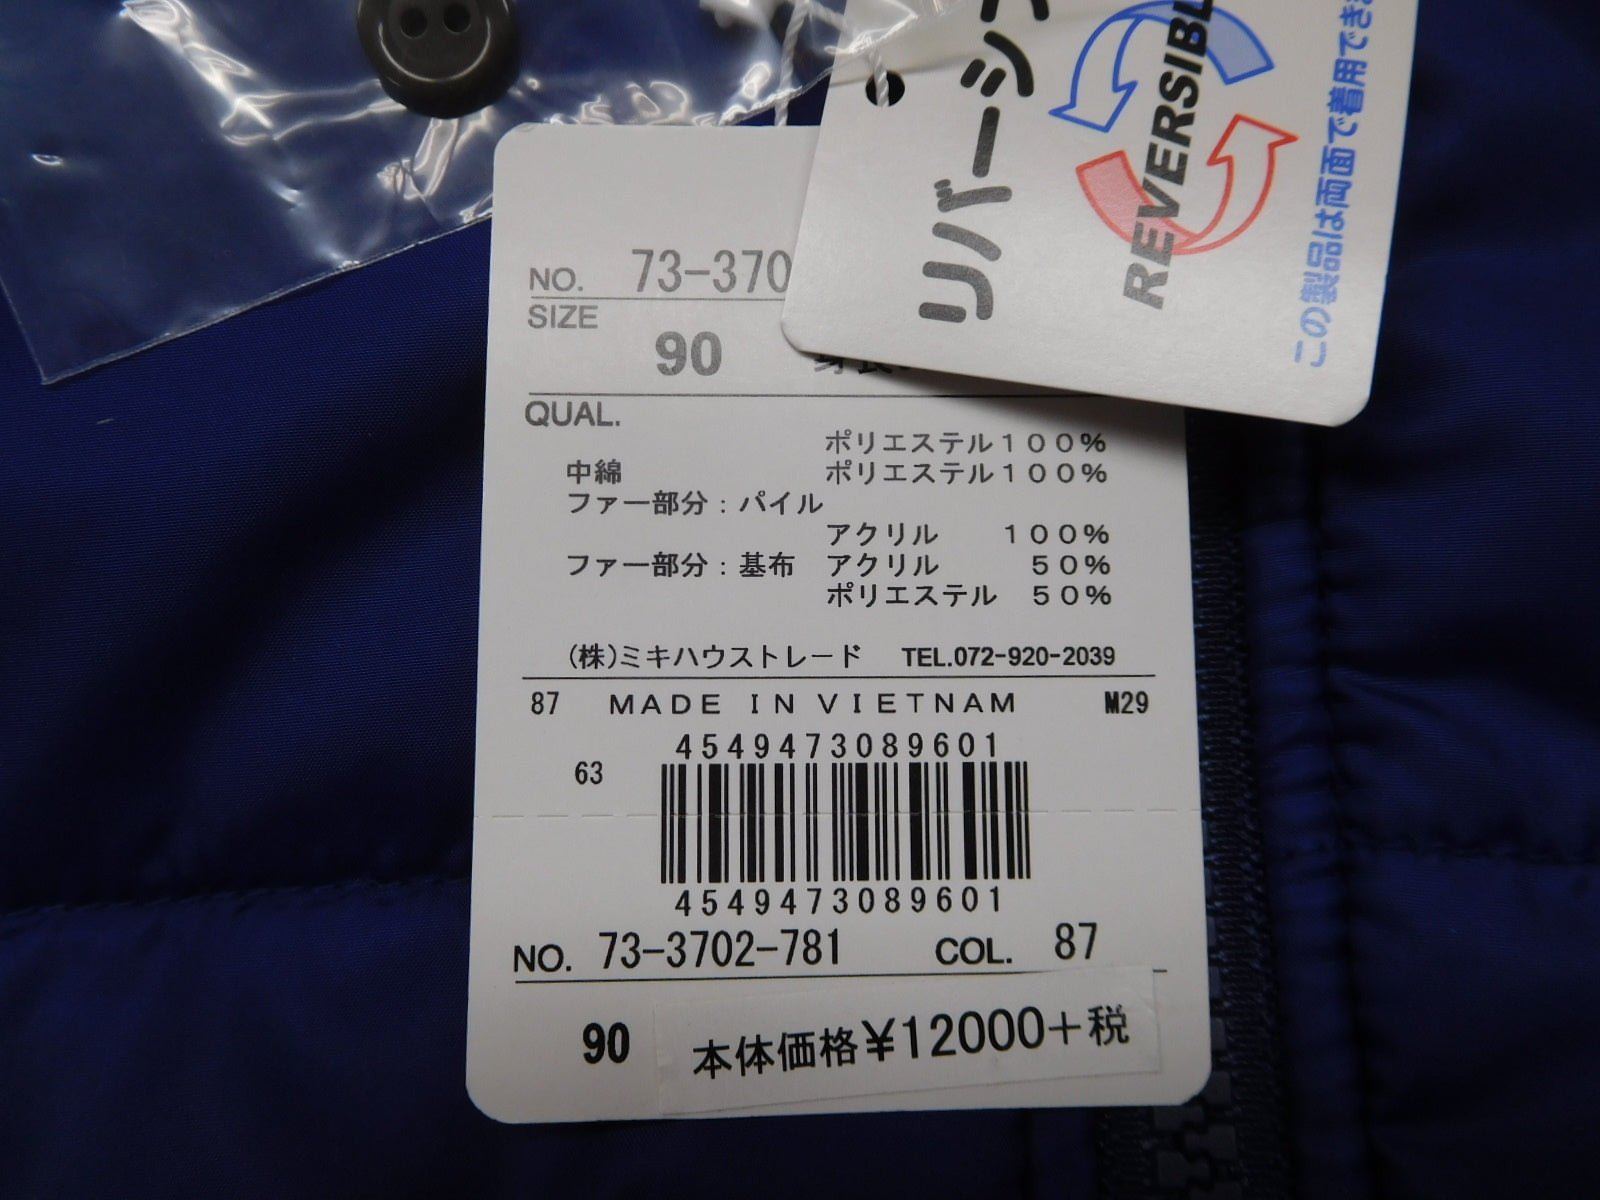 リバーシブ
REVERSIBL
この製品は両面で着用でき
NO. 73-370
SIZE
90
QUAL.
ポリエステル100%
中綿 ポリエステル100%
ファー部分：パイル
アクリル 100%
ファー部分：基布 アクリル 50%
ポリエステル 50%
(株)ミキハウストレード TEL.072-920-2039
87 MADE IN VIETNAM M29
4549473089601
63
4549473089601
NO. 73-3702-781 COL. 87
90 本体価格¥12000+税